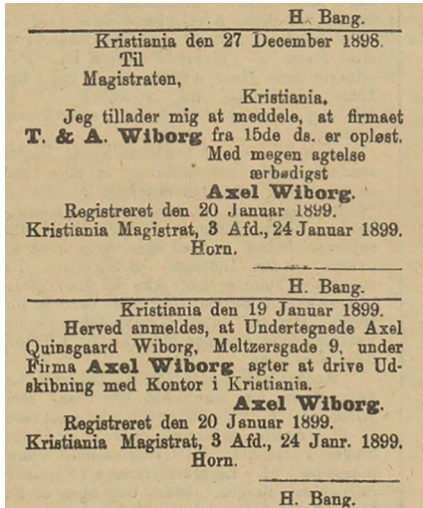 H. Bang.
Kristiania den 27 December 1898.
Til
Magistraten,
Kristiania.
Jeg tillader mig at meddele, at firmaet
T. & A. Wiborg fra 15de ds. er opløst.
Med megen agtelse
ærbødigst
Axel Wiborg.
Registreret den 20 Januar 1899.
Kristiania Magistrat, 3 Afd., 24 Januar 1899.
Horn.
H. Bang.
Kristiania den 19 Januar 1899.
Herved anmeldes, at Undertegnede Axel
Quinsgaard Wiborg, Meltzersgade 9, under
Firma Axel Wiborg agter at drive Ud-
skibning med Kontor i Kristiania.
Axel Wiborg.
Registreret den 20 Januar 1899.
Kristiania Magistrat, 3 Afd., 24 Janr. 1899.
Horn.
H. Bang.